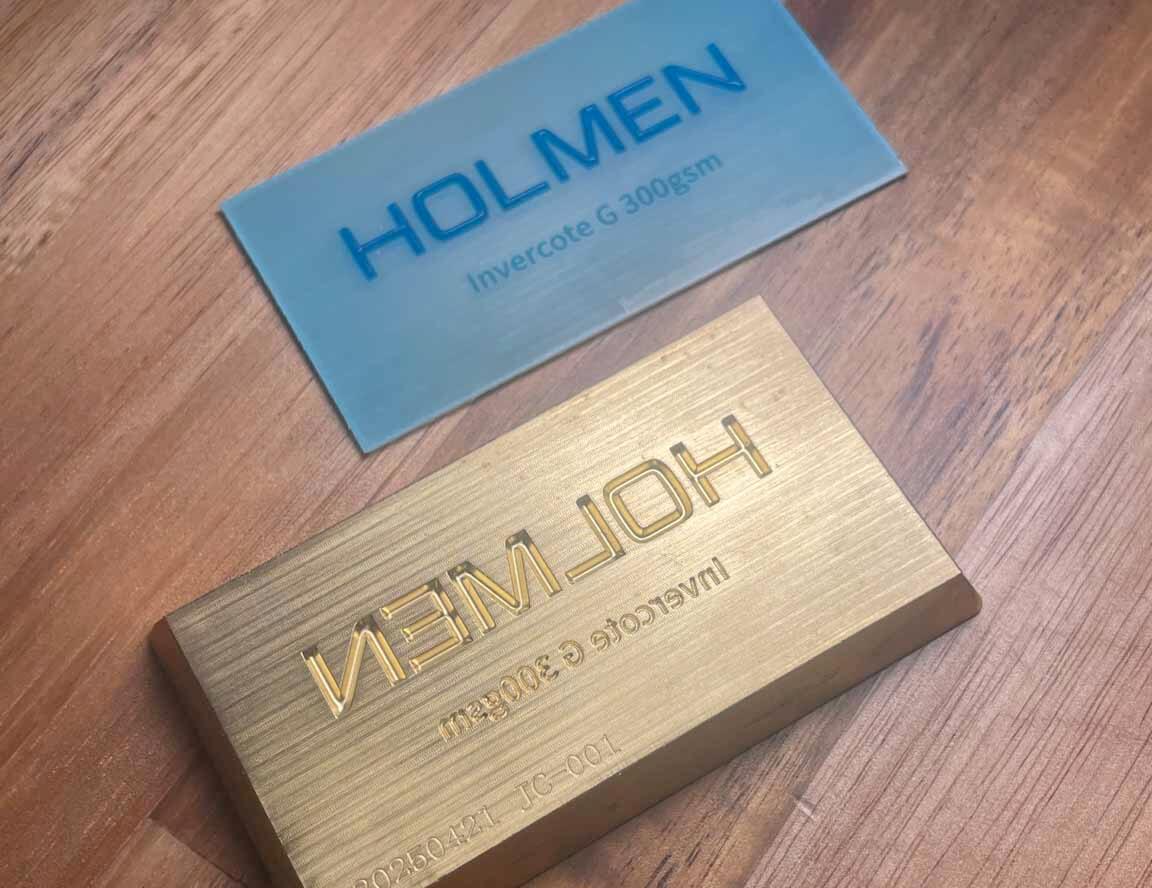 HOLMEN
Invercote G 300gsm
HOLMEN
Invercote G 300gsm
20250421 JC-001